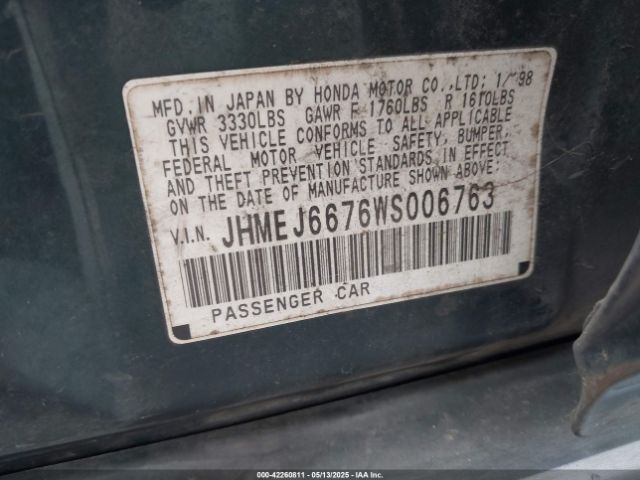 MFD. IN JAPAN BY HONDA MOTOR CO.,LTD; 1/'98
GVWR 3330LBS GAWR F 1760LBS R 1610LBS
THIS VEHICLE CONFORMS TO ALL APPLICABLE
FEDERAL MOTOR VEHICLE SAFETY, BUMPER,
AND THEFT PREVENTION STANDARDS IN EFFECT
ON THE DATE OF MANUFACTURE SHOWN ABOVE.
V.I.N. JHMEJ6676WS006763
PASSENGER CAR
000-42260811 - 05/13/2025 - IAAI.COM